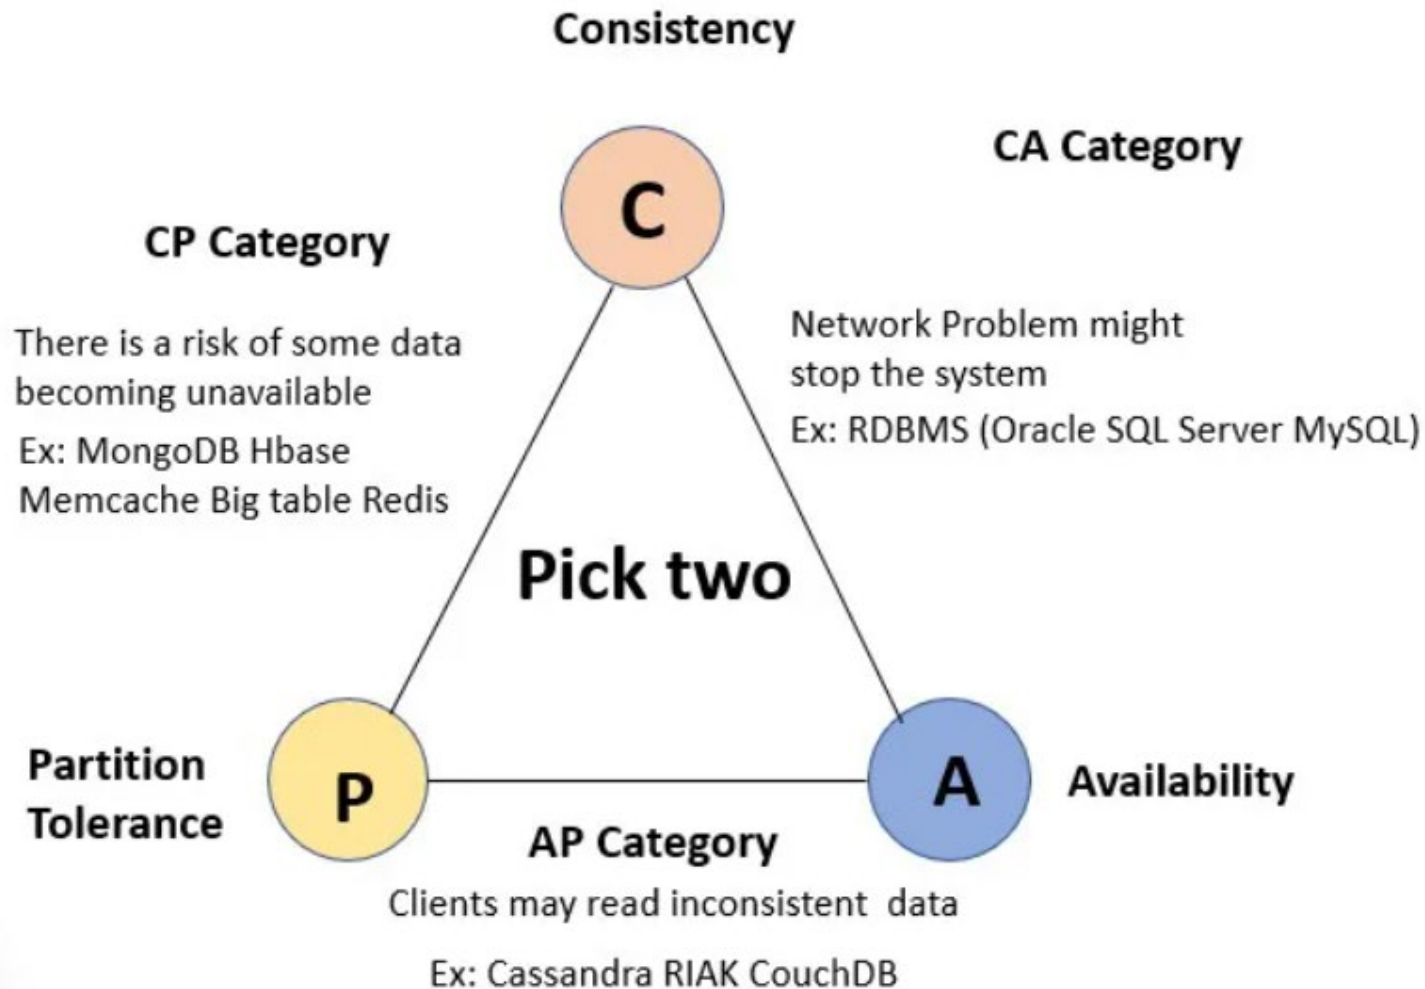 Consistency
CA Category
C
CP Category
There is a risk of some data
becoming unavailable
Ex: MongoDB Hbase
Memcache Big table Redis
Network Problem might
stop the system
Ex: RDBMS (Oracle SQL Server MySQL)
Pick two
Partition
Tolerance
P
A
Availability
AP Category
Clients may read inconsistent data
Ex: Cassandra RIAK CouchDB